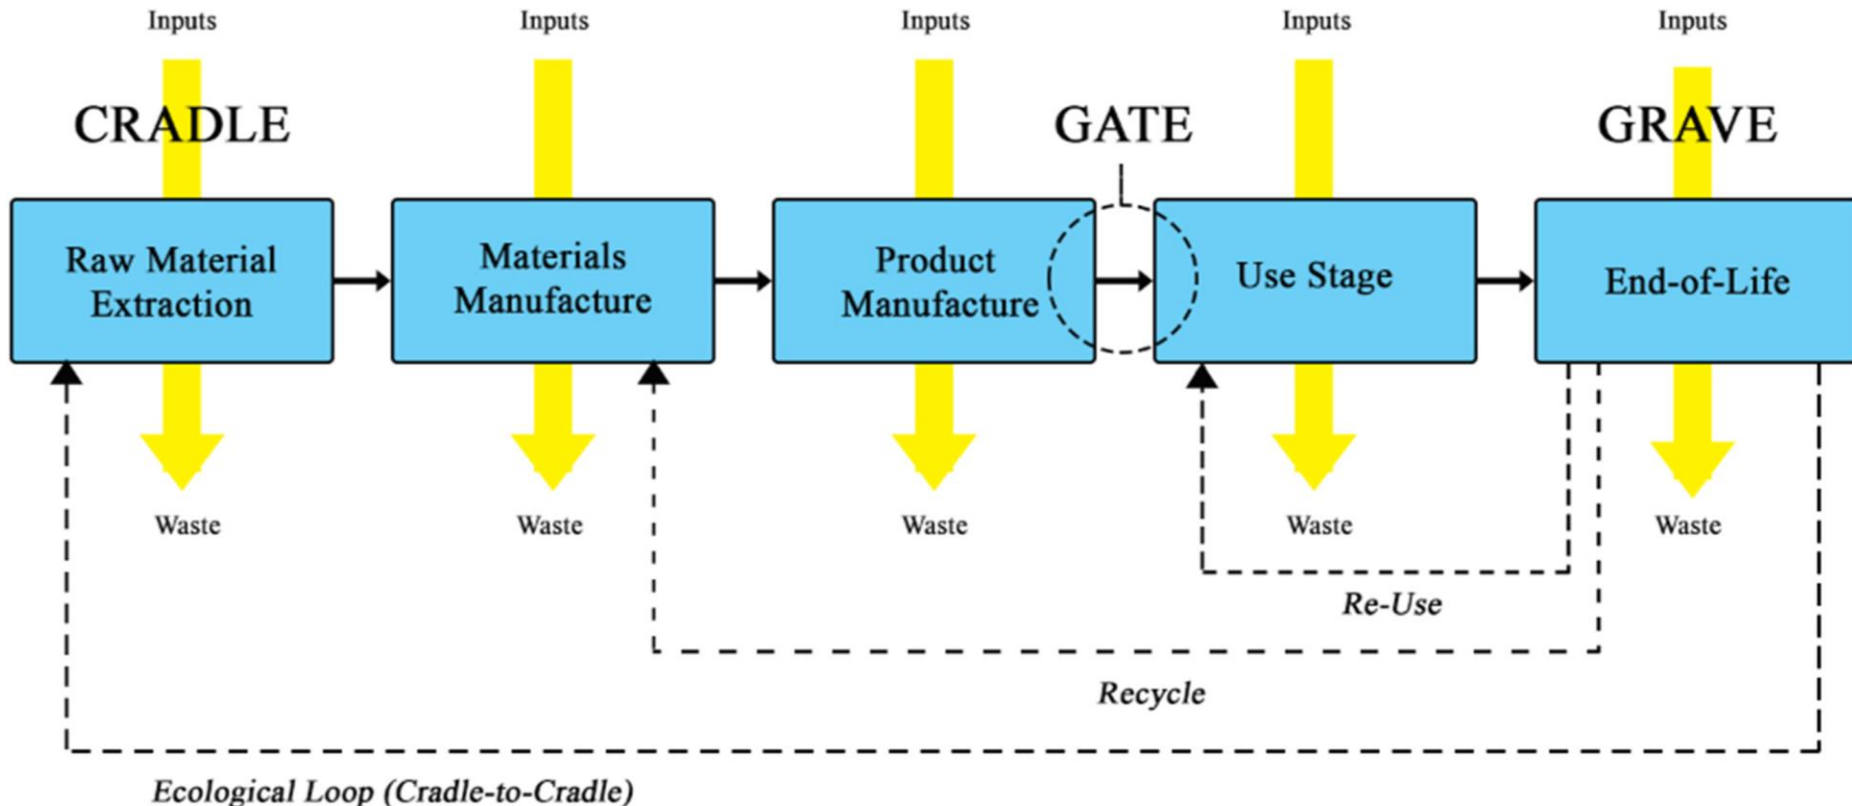 Inputs
Inputs
Inputs
Inputs
Inputs
CRADLE
GATE
GRAVE
Raw Material
Extraction
Materials
Manufacture
Product
Manufacture
Use Stage
End-of-Life
Waste
Waste
Waste
Waste
Waste
Re-Use
Recycle
Ecological Loop (Cradle-to-Cradle)